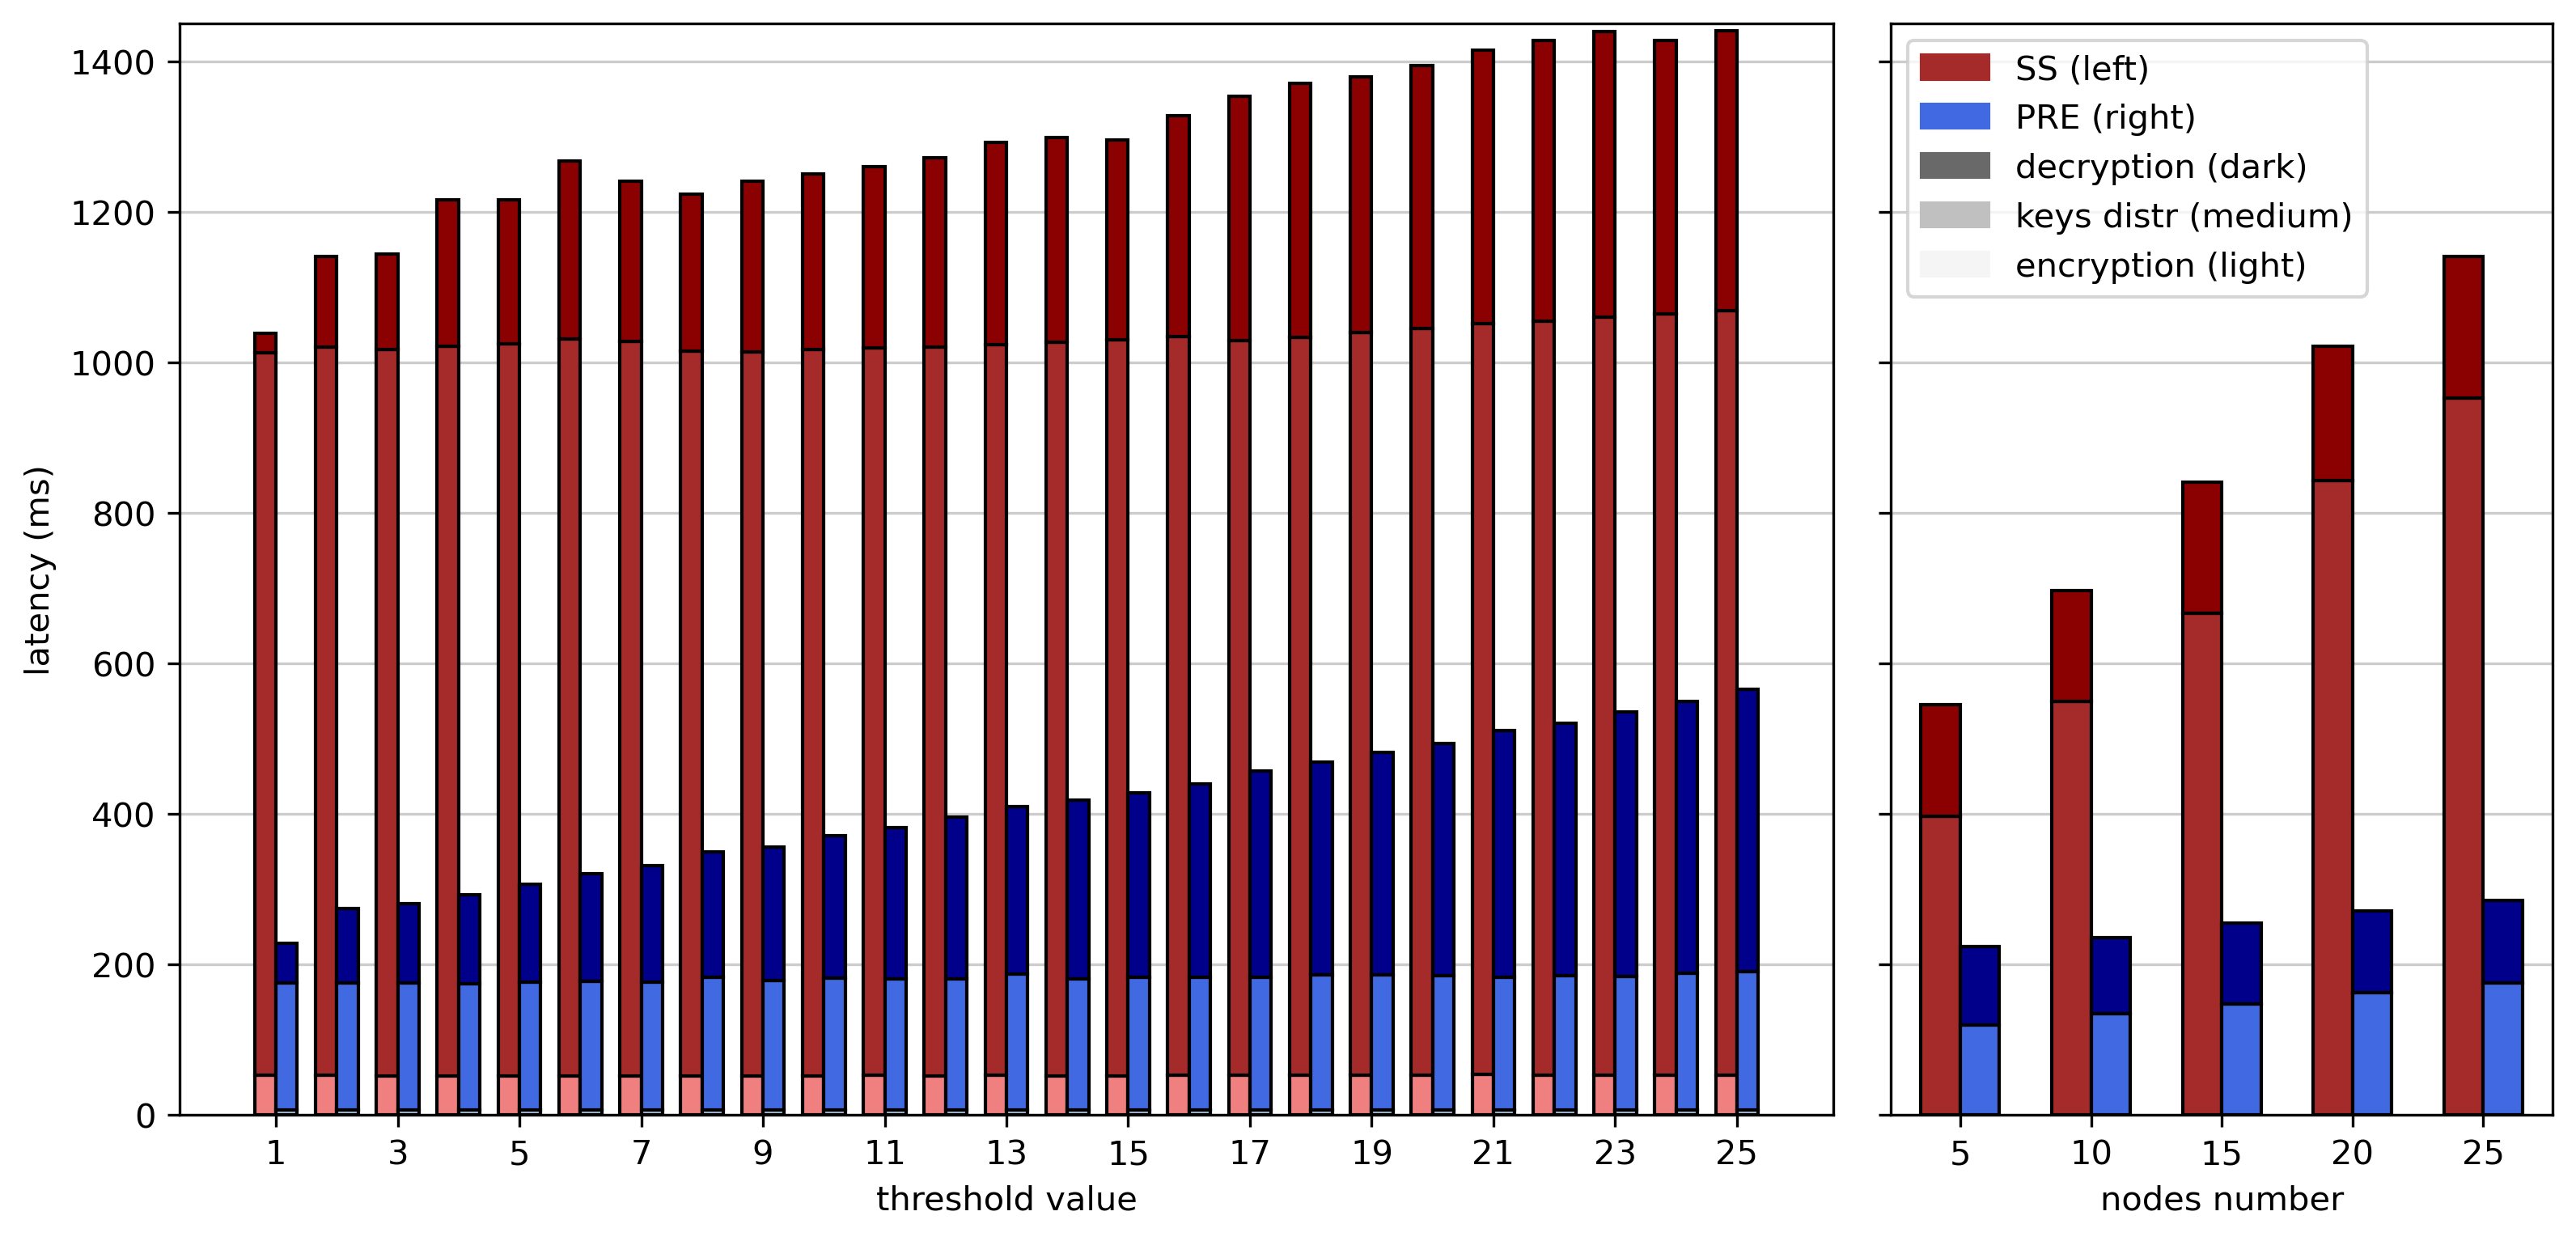 latency (ms)
1400
1200
1000
800
600
400
200
0
1 3 5 7 9 11 13 15 17 19 21 23 25
threshold value
SS (left)
PRE (right)
decryption (dark)
keys distr (medium)
encryption (light)
5 10 15 20 25
nodes number